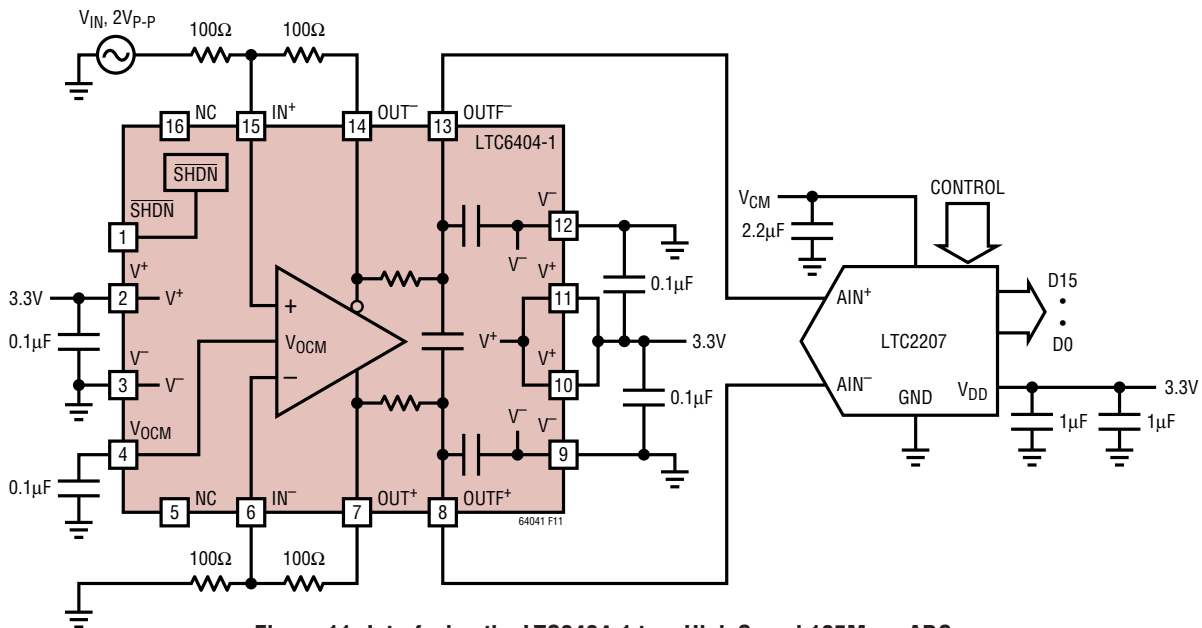 V_IN, 2V_P-P
100Ω
100Ω
16 NC
15 IN⁺
14 OUT⁻
13 OUTF⁻
LTC6404-1
SHDN
SHDN
1
V⁻
12
V⁻
V⁺
3.3V
2
V⁺
0.1µF
V⁻
3
V⁻
V_OCM
4
0.1µF
+
V_OCM
−
V⁺
11
V⁺
V⁺
10
0.1µF
3.3V
0.1µF
V⁻
V⁻
9
5 NC
6 IN⁻
7 OUT⁺
8 OUTF⁺
64041 F11
100Ω
100Ω
V_CM
2.2µF
CONTROL
AIN⁺
LTC2207
AIN⁻
GND
V_DD
D15
•
•
D0
3.3V
1µF
1µF